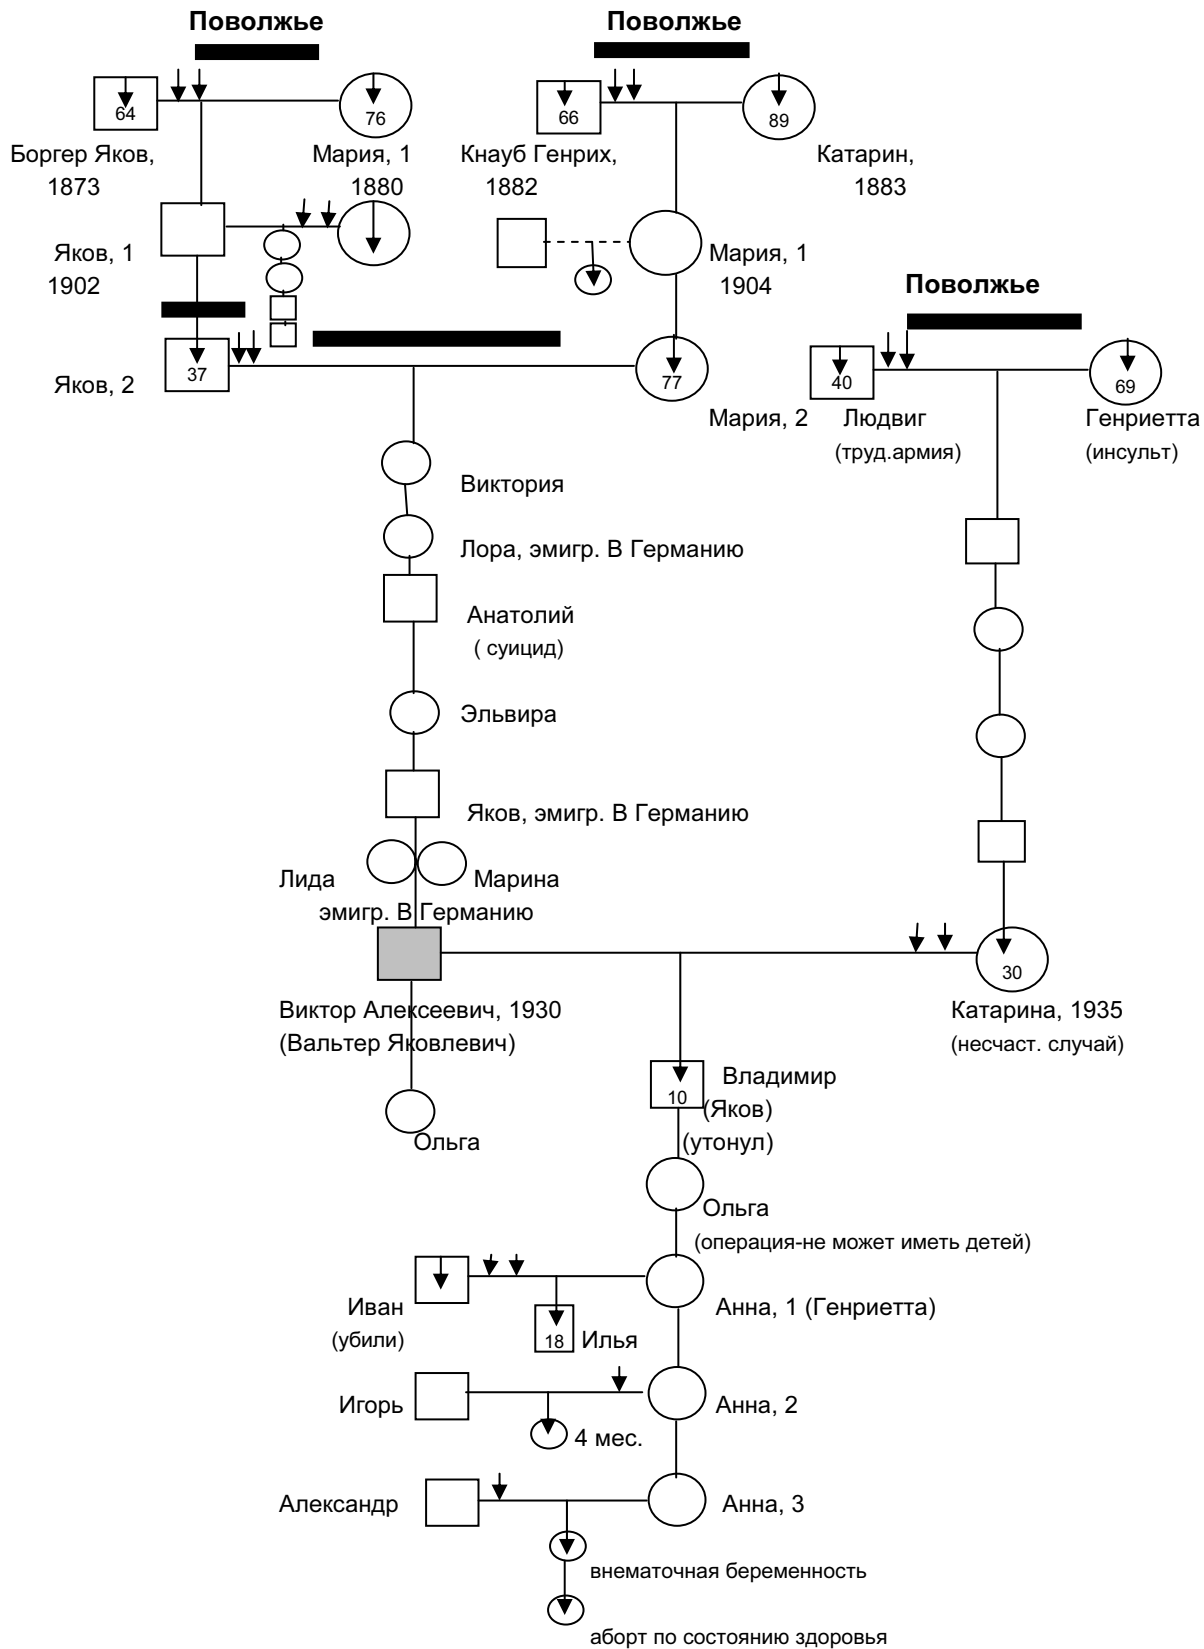 Поволжье
Поволжье
64
76
66
89
Боргер Яков,
1873
Мария, 1
1880
Кнауб Генрих,
1882
Катарин,
1883
Яков, 1
1902
Мария, 1
1904
Поволжье
37
77
40
69
Яков, 2
Мария, 2
Людвиг
(труд.армия)
Генриетта
(инсульт)
Виктория
Лора, эмигр. В Германию
Анатолий
( суицид)
Эльвира
Яков, эмигр. В Германию
Лида
Марина
эмигр. В Германию
30
Виктор Алексеевич, 1930
(Вальтер Яковлевич)
Катарина, 1935
(несчаст. случай)
10
Владимир
(Яков)
(утонул)
Ольга
Ольга
(операция-не может иметь детей)
Иван
(убили)
18
Илья
Анна, 1 (Генриетта)
Игорь
Анна, 2
4 мес.
Александр
Анна, 3
внематочная беременность
аборт по состоянию здоровья